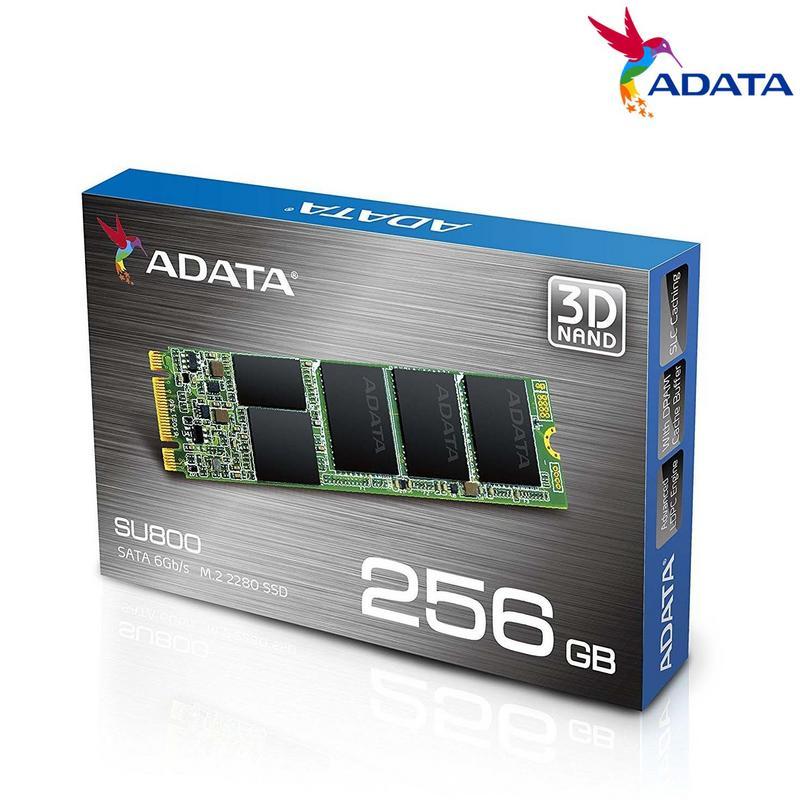 ADATA
ADATA®
ADATA®
3D
NAND
SLC Caching
With DRAM
Cache Buffer
Advanced
LDPC Engine
ADATA®
ADATA
ADATA
ADATA
SU800
SATA 6Gb/s M.2 2280 SSD
256 GB